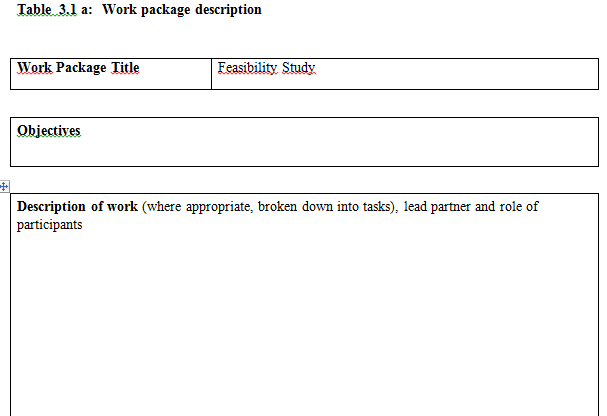 Table 3.1 a: Work package description
Work Package Title
Feasibility Study
Objectives
Description of work (where appropriate, broken down into tasks), lead partner and role of
participants